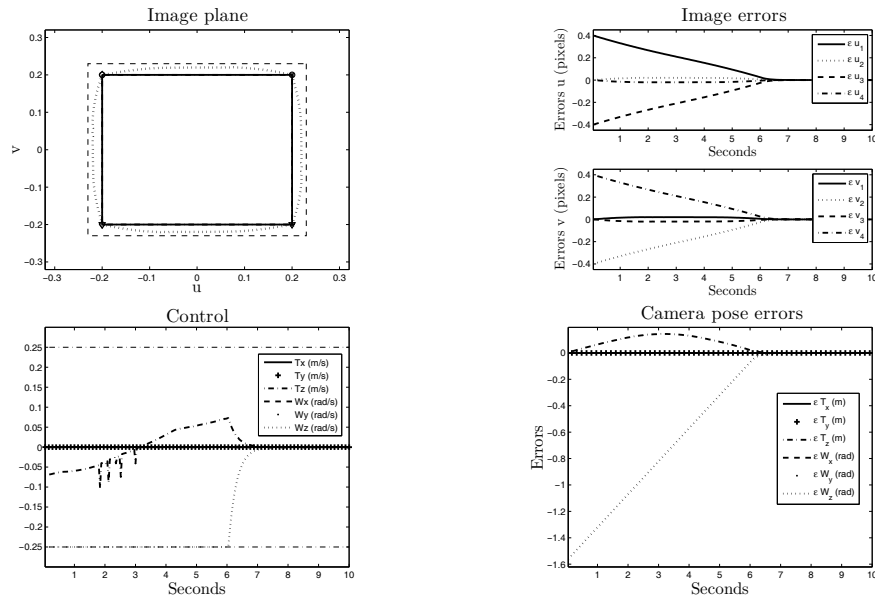 Image plane
0.3
0.2
0.1
0
−0.1
−0.2
−0.3
v
−0.3 −0.2 −0.1 0 0.1 0.2 0.3
u
Image errors
0.4
0.2
0
−0.2
−0.4
Errors u (pixels)
ε u1
ε u2
ε u3
ε u4
1 2 3 4 5 6 7 8 9 10
Seconds
0.4
0.2
0
−0.2
−0.4
Errors v (pixels)
ε v1
ε v2
ε v3
ε v4
1 2 3 4 5 6 7 8 9 10
Seconds
Control
0.25
0.2
0.15
0.1
0.05
0
−0.05
−0.1
−0.15
−0.2
−0.25
Tx (m/s)
Ty (m/s)
Tz (m/s)
Wx (rad/s)
Wy (rad/s)
Wz (rad/s)
1 2 3 4 5 6 7 8 9 10
Seconds
Camera pose errors
0
−0.2
−0.4
−0.6
−0.8
−1
−1.2
−1.4
−1.6
Errors
ε T_x (m)
ε T_y (m)
ε T_z (m)
ε W_x (rad)
ε W_y (rad)
ε W_z (rad)
1 2 3 4 5 6 7 8 9 10
Seconds